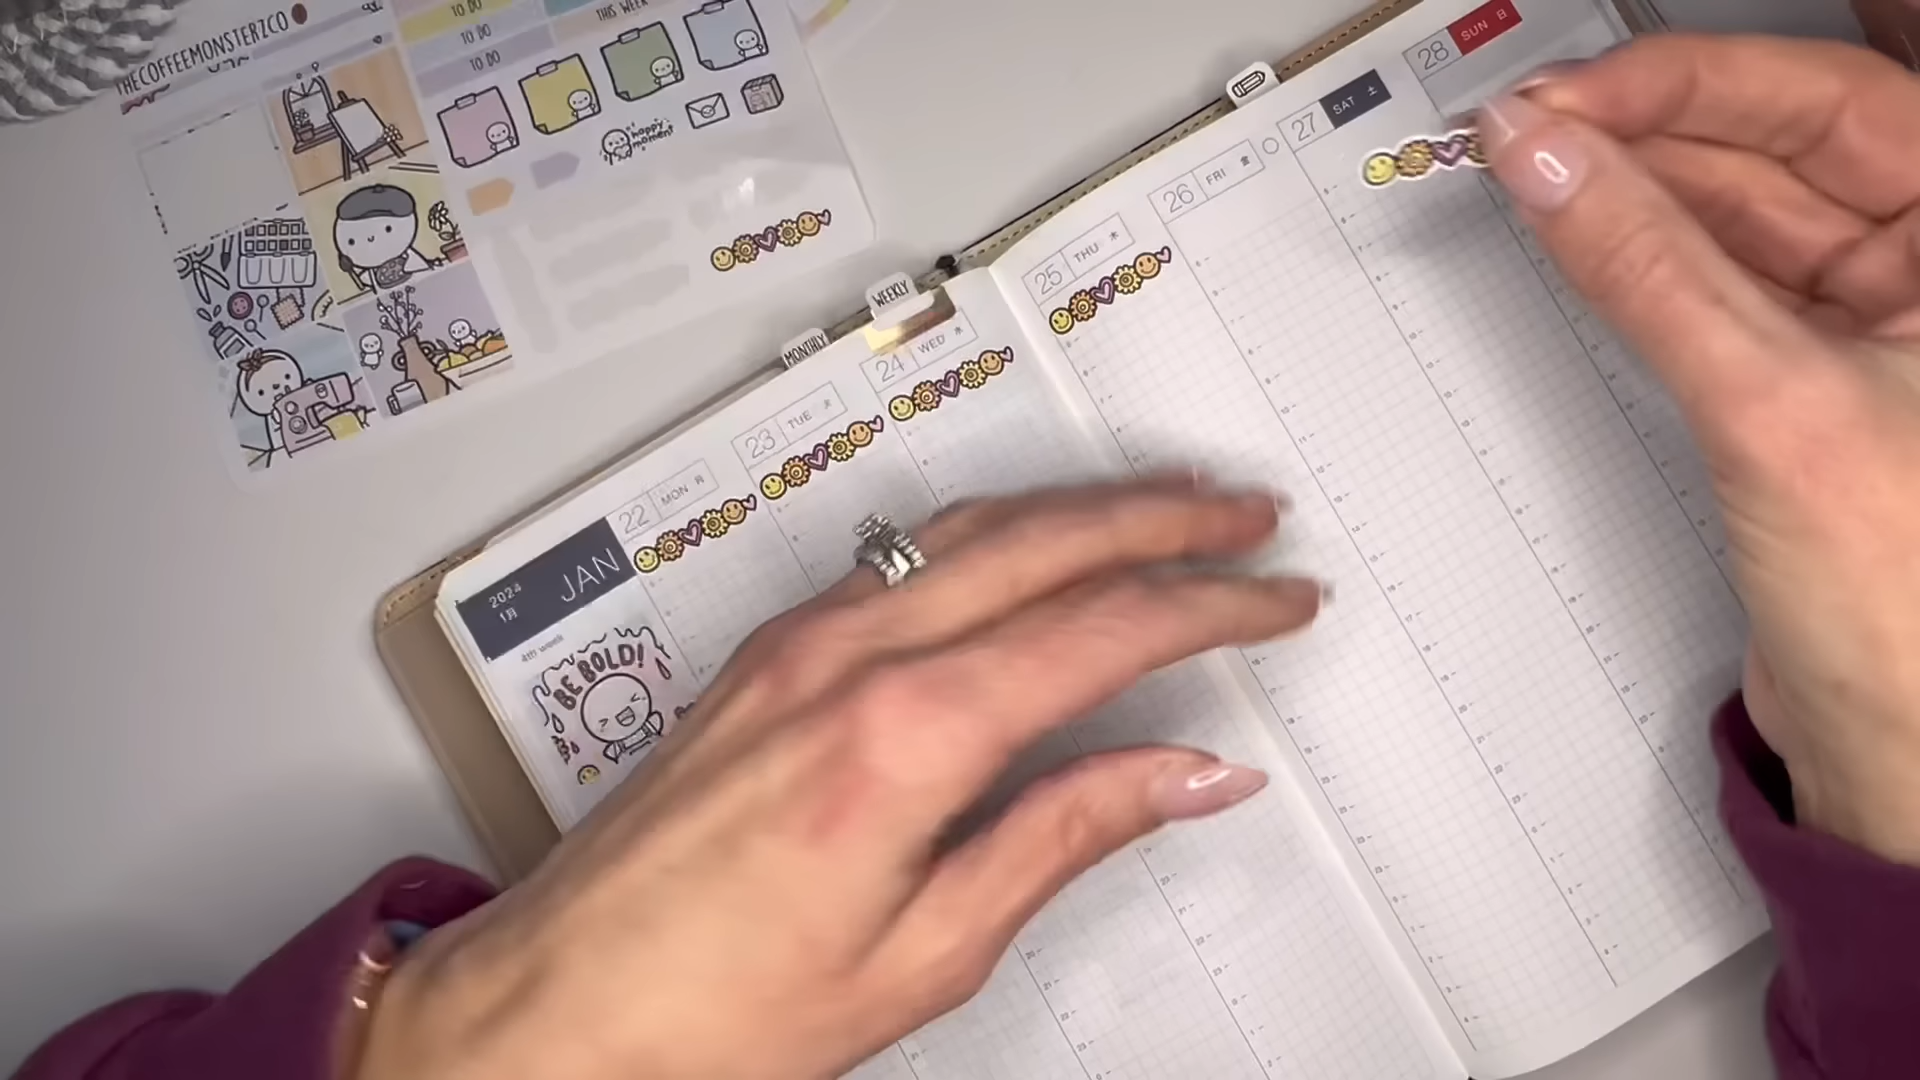 THECOFFEEMONSTERZCO
TO DO
TO DO
TO DO
THIS WEEK
happy
moment
MONTHLY
WEEKLY
2024
1月
JAN
4th week
BE BOLD!
22 MON 月
23 TUE 火
24 WED 水
25 THU 木
26 FRI 金
27 SAT 土
28 SUN 日